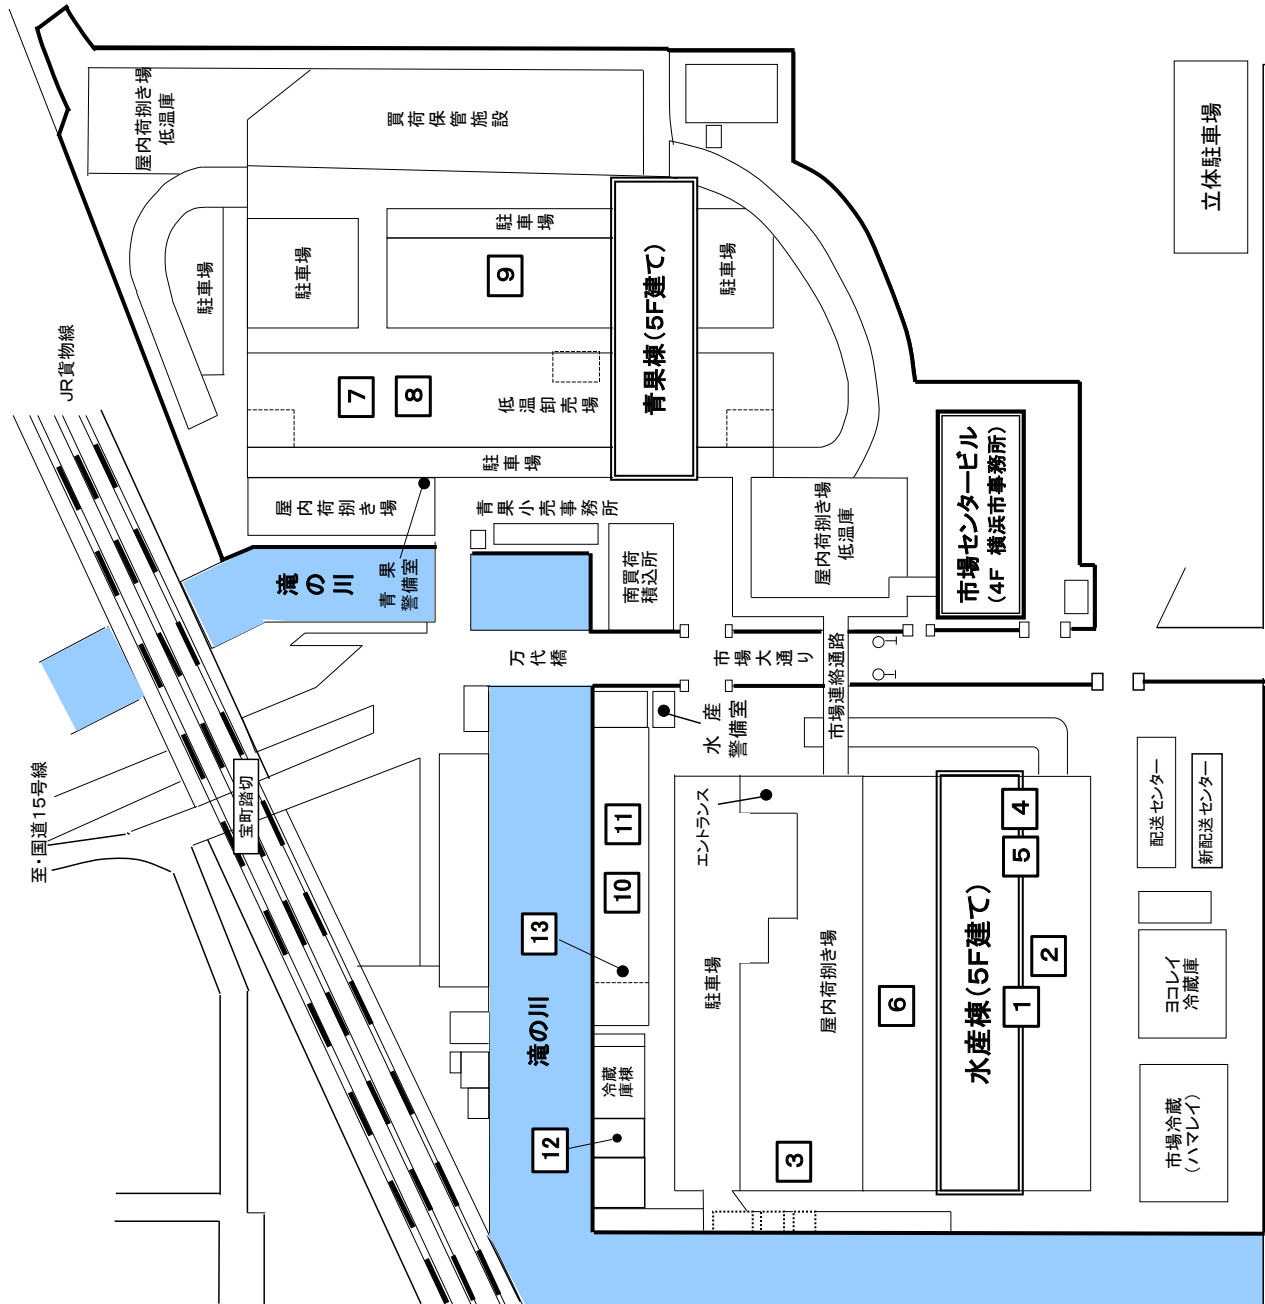 屋内荷捌き場
低温庫
買荷保管施設
立体駐車場
駐車場
駐車場
駐車場
9
駐車場
青果棟（5F建て）
JR貨物線
7
8
低温卸売場
駐車場
屋内荷捌き場
青果小売事務所
屋内荷捌き場
低温庫
市場センタービル
（4F 横浜市事務所）
滝の川
青果
警備室
南買荷
積込所
万代橋
市場大通り
市場連絡通路
水産
警備室
至・国道15号線
宝町踏切
エントランス
11
10
13
4
5
配送センター
新配送センター
滝の川
駐車場
屋内荷捌き場
6
水産棟（5F建て）
2
1
ヨコレイ
冷蔵庫
冷蔵
庫棟
12
3
市場冷蔵
（ハマレイ）